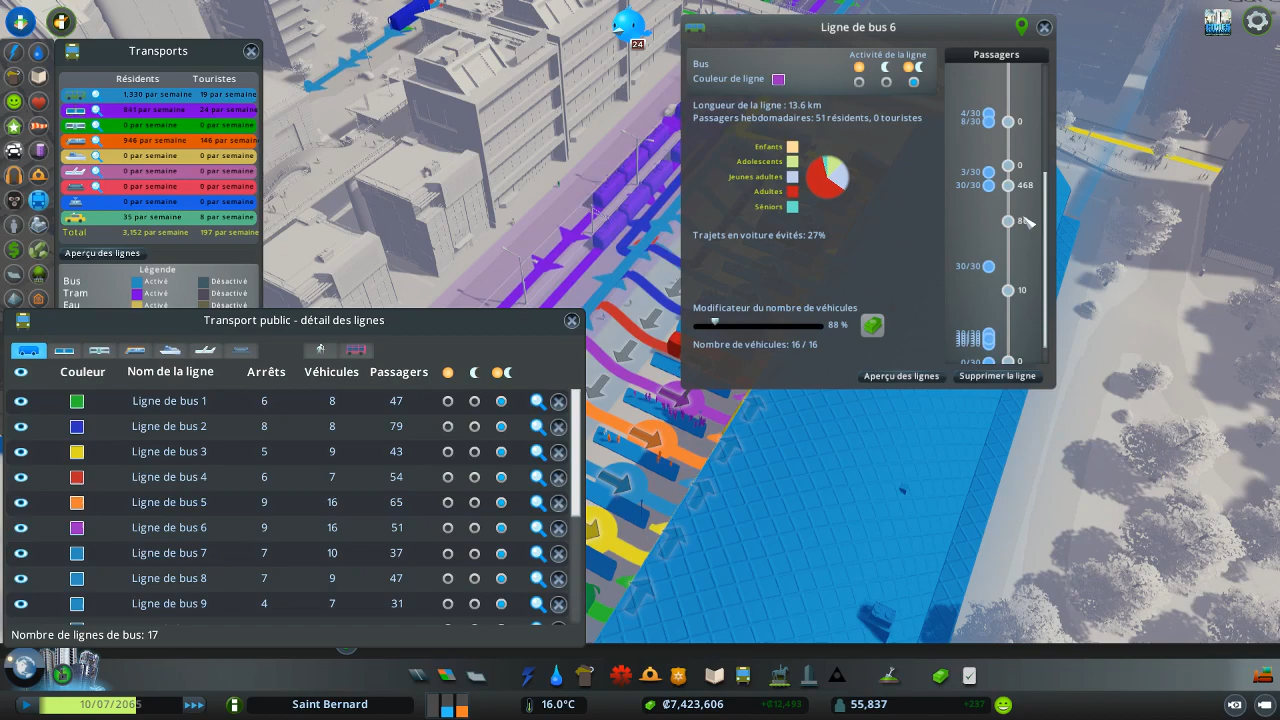 24
Transports
Résidents Touristes
1,330 par semaine 19 par semaine
841 par semaine 24 par semaine
0 par semaine 0 par semaine
946 par semaine 146 par semaine
0 par semaine 0 par semaine
0 par semaine 0 par semaine
0 par semaine 0 par semaine
0 par semaine 0 par semaine
35 par semaine 8 par semaine
Total 3,152 par semaine 197 par semaine
Aperçu des lignes
Légende
Bus Activé Désactivé
Tram Activé Désactivé
Eau Activé Désactivé
Ligne de bus 6
Bus
Activité de la ligne
Couleur de ligne
Longueur de la ligne : 13.6 km
Passagers hebdomadaires: 51 résidents, 0 touristes
Enfants
Adolescents
Jeunes adultes
Adultes
Séniors
Trajets en voiture évités: 27%
Modificateur du nombre de véhicules
88 %
Nombre de véhicules: 16 / 16
Aperçu des lignes
Supprimer la ligne
Passagers
4/30
8/30 0
0
3/30
30/30 468
30/30
10
30/30
0/30 0
Transport public - détail des lignes
Couleur Nom de la ligne Arrêts Véhicules Passagers
Ligne de bus 1 6 8 47
Ligne de bus 2 8 8 79
Ligne de bus 3 5 9 43
Ligne de bus 4 6 7 54
Ligne de bus 5 9 16 65
Ligne de bus 6 9 16 51
Ligne de bus 7 7 10 37
Ligne de bus 8 7 9 47
Ligne de bus 9 4 7 31
Nombre de lignes de bus: 17
10/07/2065
Saint Bernard
16.0°C
₡7,423,606
+₡12,493
55,837
+237